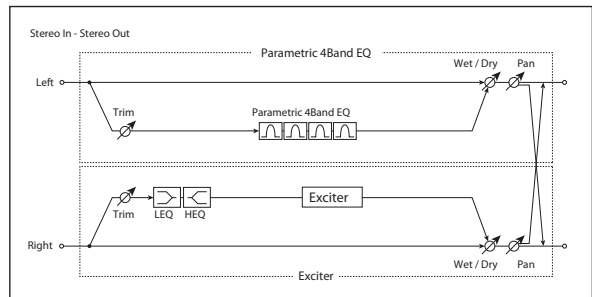 Stereo In - Stereo Out
Parametric 4Band EQ
Wet / Dry
Pan
Left
Trim
Parametric 4Band EQ
Trim
LEQ
HEQ
Exciter
Right
Wet / Dry
Pan
Exciter